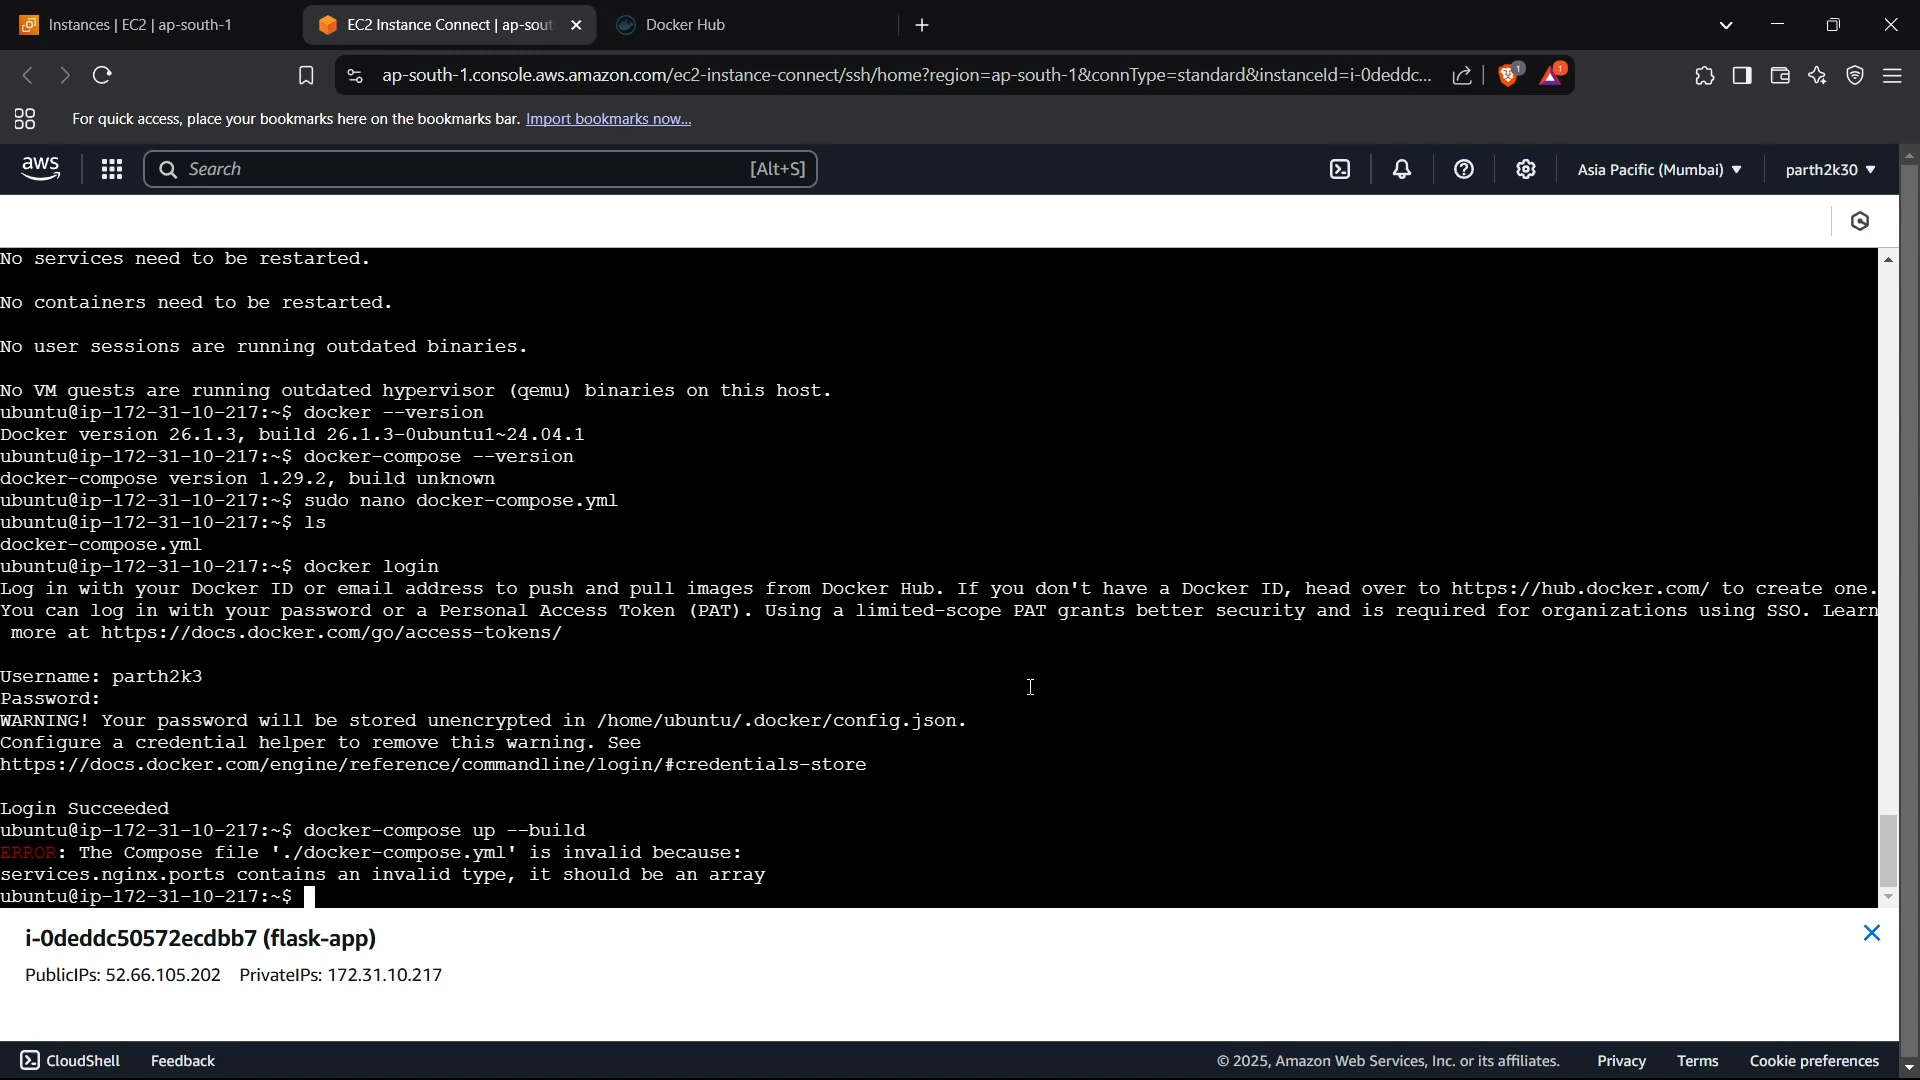 Instances | EC2 | ap-south-1
EC2 Instance Connect | ap-sout
Docker Hub
ap-south-1.console.aws.amazon.com/ec2-instance-connect/ssh/home?region=ap-south-1&connType=standard&instanceId=i-0deddc...
1
1
For quick access, place your bookmarks here on the bookmarks bar. Import bookmarks now...
aws
Search
[Alt+S]
Asia Pacific (Mumbai)
parth2k30
No services need to be restarted.
No containers need to be restarted.
No user sessions are running outdated binaries.
No VM guests are running outdated hypervisor (qemu) binaries on this host.
ubuntu@ip-172-31-10-217:~$ docker --version
Docker version 26.1.3, build 26.1.3-0ubuntu1~24.04.1
ubuntu@ip-172-31-10-217:~$ docker-compose --version
docker-compose version 1.29.2, build unknown
ubuntu@ip-172-31-10-217:~$ sudo nano docker-compose.yml
ubuntu@ip-172-31-10-217:~$ ls
docker-compose.yml
ubuntu@ip-172-31-10-217:~$ docker login
Log in with your Docker ID or email address to push and pull images from Docker Hub. If you don't have a Docker ID, head over to https://hub.docker.com/ to create one.
You can log in with your password or a Personal Access Token (PAT). Using a limited-scope PAT grants better security and is required for organizations using SSO. Learn
more at https://docs.docker.com/go/access-tokens/
Username: parth2k3
Password:
WARNING! Your password will be stored unencrypted in /home/ubuntu/.docker/config.json.
Configure a credential helper to remove this warning. See
https://docs.docker.com/engine/reference/commandline/login/#credentials-store
Login Succeeded
ubuntu@ip-172-31-10-217:~$ docker-compose up --build
ERROR: The Compose file './docker-compose.yml' is invalid because:
services.nginx.ports contains an invalid type, it should be an array
ubuntu@ip-172-31-10-217:~$
i-0deddc50572ecdbb7 (flask-app)
PublicIPs: 52.66.105.202 PrivateIPs: 172.31.10.217
CloudShell
Feedback
© 2025, Amazon Web Services, Inc. or its affiliates.
Privacy
Terms
Cookie preferences